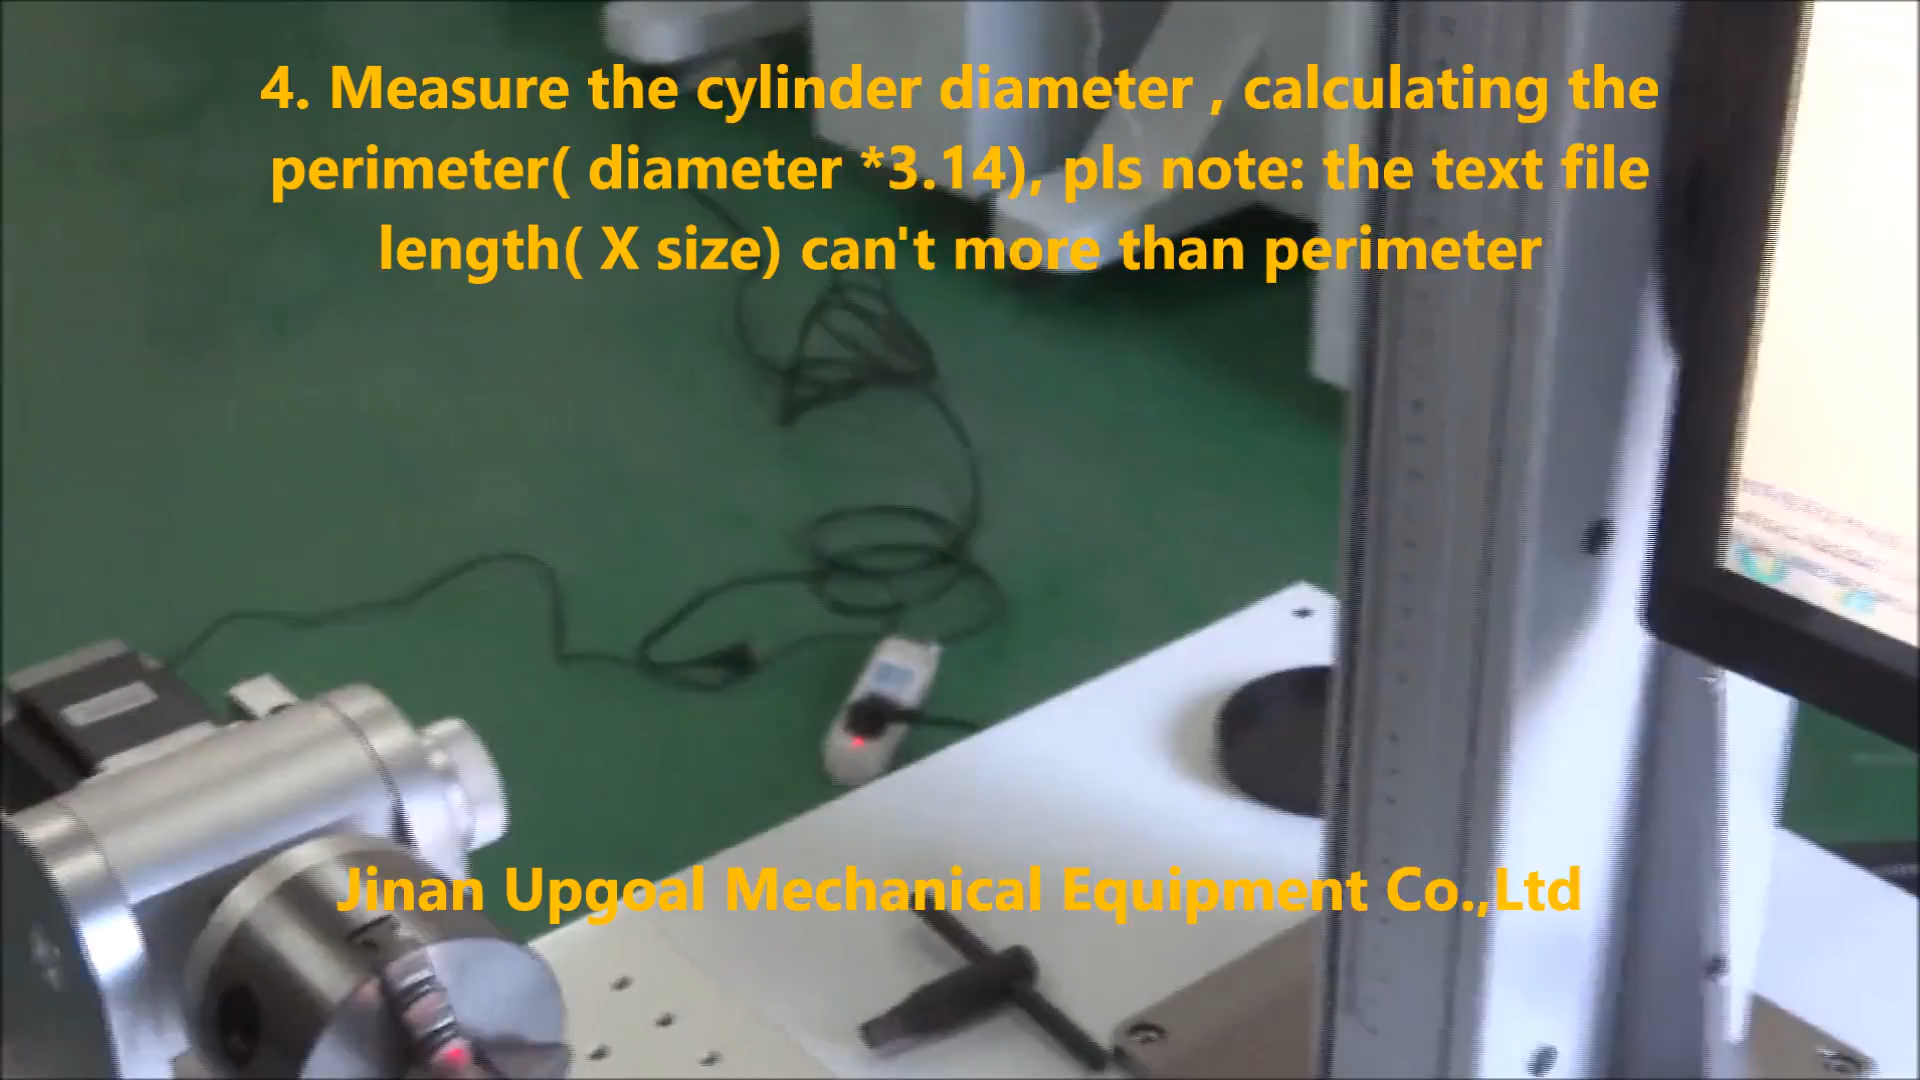 4. Measure the cylinder diameter , calculating the
perimeter( diameter *3.14), pls note: the text file
length( X size) can't more than perimeter
Jinan Upgoal Mechanical Equipment Co.,Ltd